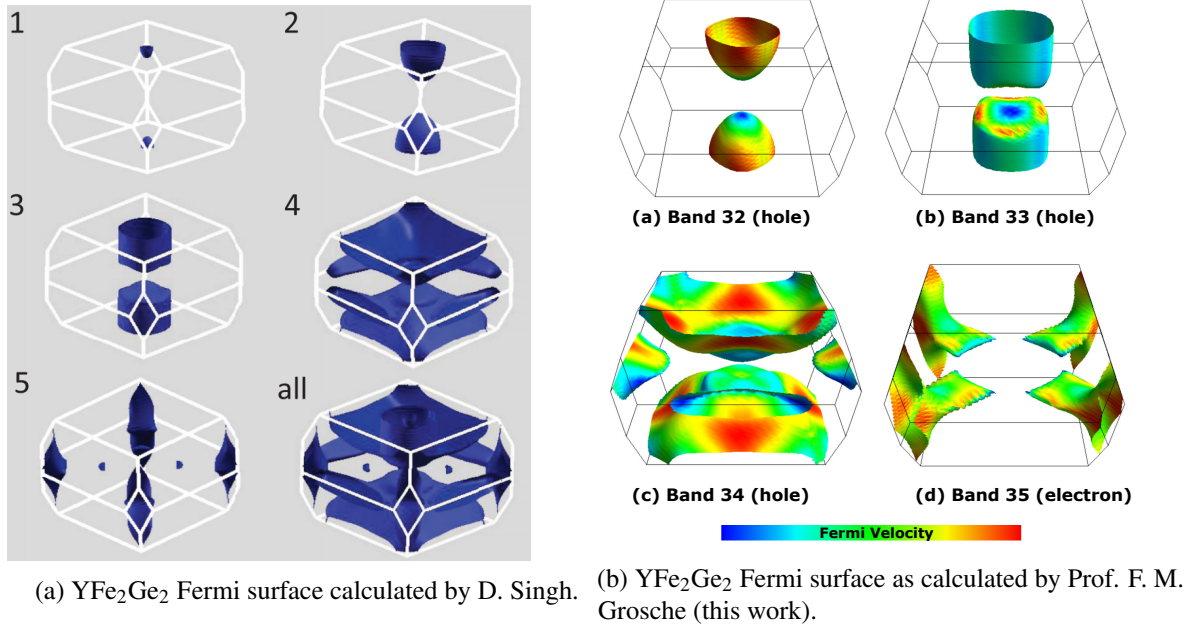 1
2
3
4
5
all
(a) YFe₂Ge₂ Fermi surface calculated by D. Singh.
(a) Band 32 (hole)
(b) Band 33 (hole)
(c) Band 34 (hole)
(d) Band 35 (electron)
Fermi Velocity
(b) YFe₂Ge₂ Fermi surface as calculated by Prof. F. M.
Grosche (this work).